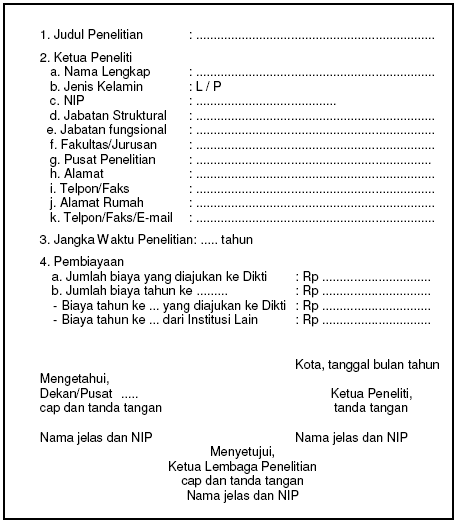 1. Judul Penelitian : ....................................................................
2. Ketua Peneliti
a. Nama Lengkap : ....................................................................
b. Jenis Kelamin : L / P
c. NIP : ........................................
d. Jabatan Struktural : ....................................................................
e. Jabatan fungsional : ....................................................................
f. Fakultas/Jurusan : ....................................................................
g. Pusat Penelitian : ...................................................................
h. Alamat : ....................................................................
i. Telpon/Faks : ....................................................................
j. Alamat Rumah : ....................................................................
k. Telpon/Faks/E-mail : ....................................................................
3. Jangka Waktu Penelitian: ..... tahun
4. Pembiayaan
a. Jumlah biaya yang diajukan ke Dikti : Rp ...............................
b. Jumlah biaya tahun ke ......... : Rp ...............................
- Biaya tahun ke ... yang diajukan ke Dikti : Rp ...............................
- Biaya tahun ke ... dari Institusi Lain : Rp ...............................
Kota, tanggal bulan tahun
Mengetahui,
Dekan/Pusat ..... Ketua Peneliti,
cap dan tanda tangan tanda tangan
Nama jelas dan NIP Nama jelas dan NIP
Menyetujui,
Ketua Lembaga Penelitian
cap dan tanda tangan
Nama jelas dan NIP